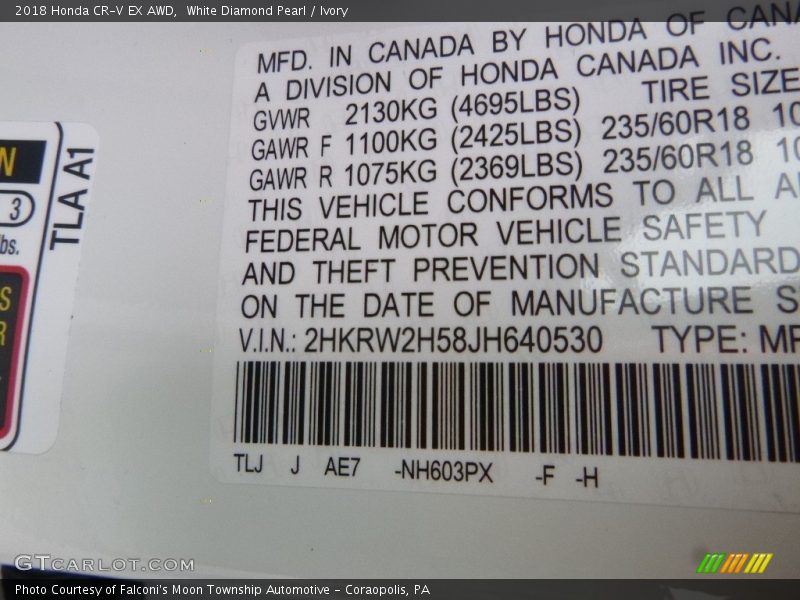 2018 Honda CR-V EX AWD, White Diamond Pearl / Ivory
MFD. IN CANADA BY HONDA OF
A DIVISION OF HONDA CANADA INC.
GVWR 2130KG (4695LBS) TIRE SIZE
GAWR F 1100KG (2425LBS) 235/60R18 10
GAWR R 1075KG (2369LBS) 235/60R18 10
THIS VEHICLE CONFORMS TO ALL
FEDERAL MOTOR VEHICLE SAFETY
AND THEFT PREVENTION STANDARD
ON THE DATE OF MANUFACTURE
V.I.N.: 2HKRW2H58JH640530 TYPE:
TLJ J AE7 -NH603PX -F -H
3
lbs.
TLA A1
GTCARLOT.COM
Photo Courtesy of Falconi's Moon Township Automotive - Coraopolis, PA